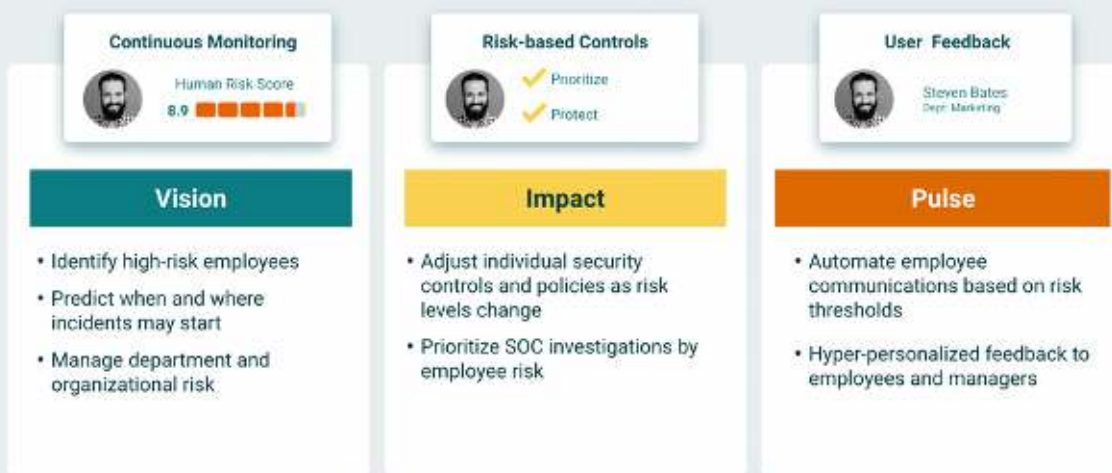 Continuous Monitoring
Human Risk Score
8.9
Vision
• Identify high-risk employees
• Predict when and where
incidents may start
• Manage department and
organizational risk
Risk-based Controls
Prioritize
Protect
Impact
• Adjust individual security
controls and policies as risk
levels change
• Prioritize SOC investigations by
employee risk
User Feedback
Steven Bates
Dept: Marketing
Pulse
• Automate employee
communications based on risk
thresholds
• Hyper-personalized feedback to
employees and managers